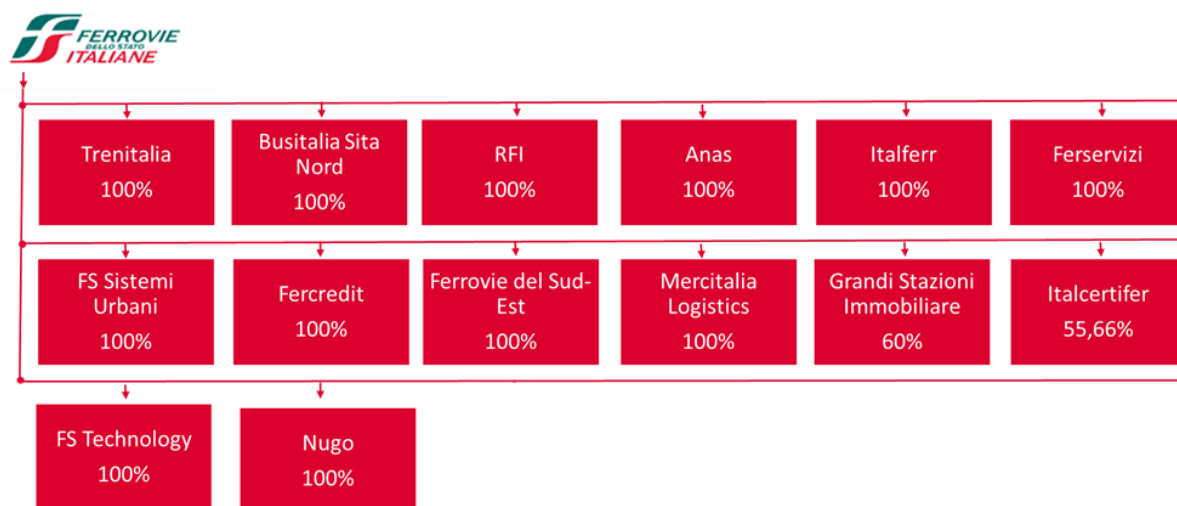 FERROVIE
DELLO STATO
ITALIANE
Trenitalia
100%
Busitalia Sita
Nord
100%
RFI
100%
Anas
100%
Italferr
100%
Ferservizi
100%
FS Sistemi
Urbani
100%
Fercredit
100%
Ferrovie del Sud-
Est
100%
Mercitalia
Logistics
100%
Grandi Stazioni
Immobiliare
60%
Italcertifer
55,66%
FS Technology
100%
Nugo
100%